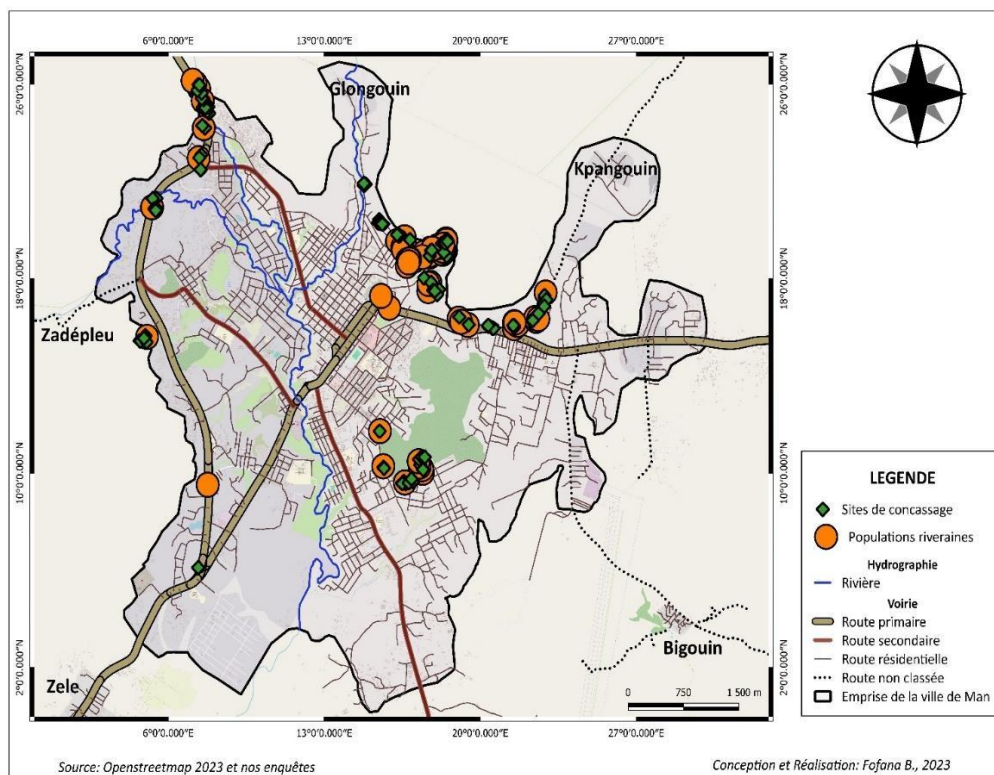 6°0'0.000"E 13°0'0.000"E 20°0'0.000"E 27°0'0.000"E
26°0'0.000"N
18°0'0.000"N
10°0'0.000"N
2°0'0.000"N
Glongouin
Kpangouin
Zadépleu
Bigouin
Zele
26°0'0.000"N
18°0'0.000"N
10°0'0.000"N
2°0'0.000"N
0 750 1 500 m
6°0'0.000"E 13°0'0.000"E 20°0'0.000"E 27°0'0.000"E
LEGENDE
Sites de concassage
Populations riveraines
Hydrographie
Rivière
Voirie
Route primaire
Route secondaire
Route résidentielle
Route non classée
Emprise de la ville de Man
Source: Openstreetmap 2023 et nos enquêtes
Conception et Réalisation: Fofana B., 2023